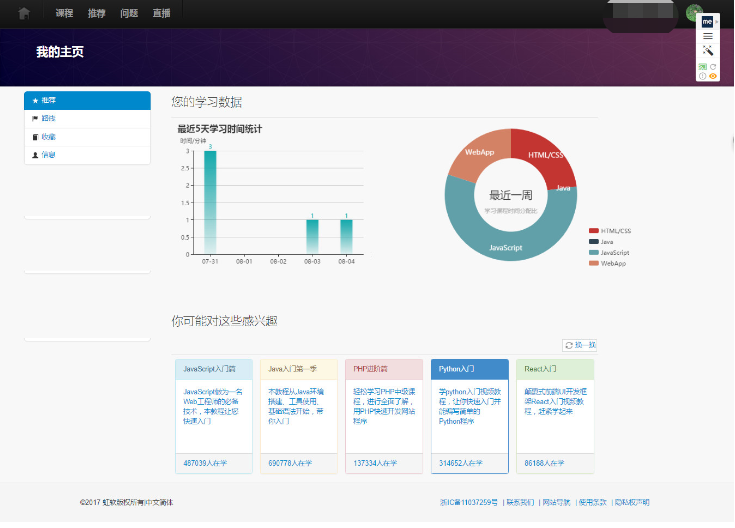 课程 推荐 问题 直播
me
我的主页
推荐
路线
收藏
信息
您的学习数据
最近5天学习时间统计
时间/分钟
3
2.5
2
1.5
1
0.5
0
3
1
1
07-31 08-01 08-02 08-03 08-04
WebApp
HTML/CSS
Java
JavaScript
最近一周
学习课程时间分配比
HTML/CSS
Java
JavaScript
WebApp
你可能对这些感兴趣
换一换
JavaScript入门篇
JavaScript做为一名
Web工程师的必备
技术，本教程让您
快速入门
487039人在学
Java入门第一季
本教程从Java环境
搭建、工具使用、
基础语法开始，带
你入门
690778人在学
PHP进阶篇
轻松学习PHP中级课
程，进行全面了解，
用PHP快速开发网站
程序
137334人在学
Python入门
学python入门视频教
程，让你快速入门并
能编写简单的
Python程序
314652人在学
React入门
颠覆式前端UI开发框
架React入门视频教
程，赶紧学起来
86188人在学
©2017 虹软版权所有|中文简体
浙ICP备11037259号 | 联系我们 | 网站导航 | 使用条款 | 隐私权声明